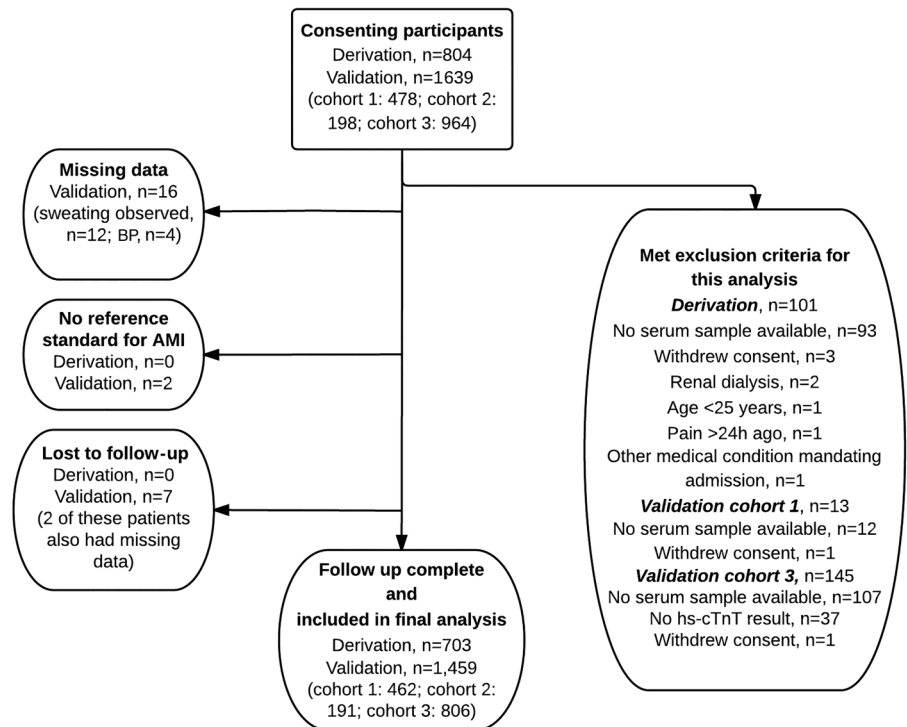 Consenting participants
Derivation, n=804
Validation, n=1639
(cohort 1: 478; cohort 2:
198; cohort 3: 964)
Missing data
Validation, n=16
(sweating observed,
n=12; BP, n=4)
No reference
standard for AMI
Derivation, n=0
Validation, n=2
Lost to follow-up
Derivation, n=0
Validation, n=7
(2 of these patients
also had missing
data)
Met exclusion criteria for
this analysis
Derivation, n=101
No serum sample available, n=93
Withdrew consent, n=3
Renal dialysis, n=2
Age <25 years, n=1
Pain >24h ago, n=1
Other medical condition mandating
admission, n=1
Validation cohort 1, n=13
No serum sample available, n=12
Withdrew consent, n=1
Validation cohort 3, n=145
No serum sample available, n=107
No hs-cTnT result, n=37
Withdrew consent, n=1
Follow up complete
and
included in final analysis
Derivation, n=703
Validation, n=1,459
(cohort 1: 462; cohort 2:
191; cohort 3: 806)